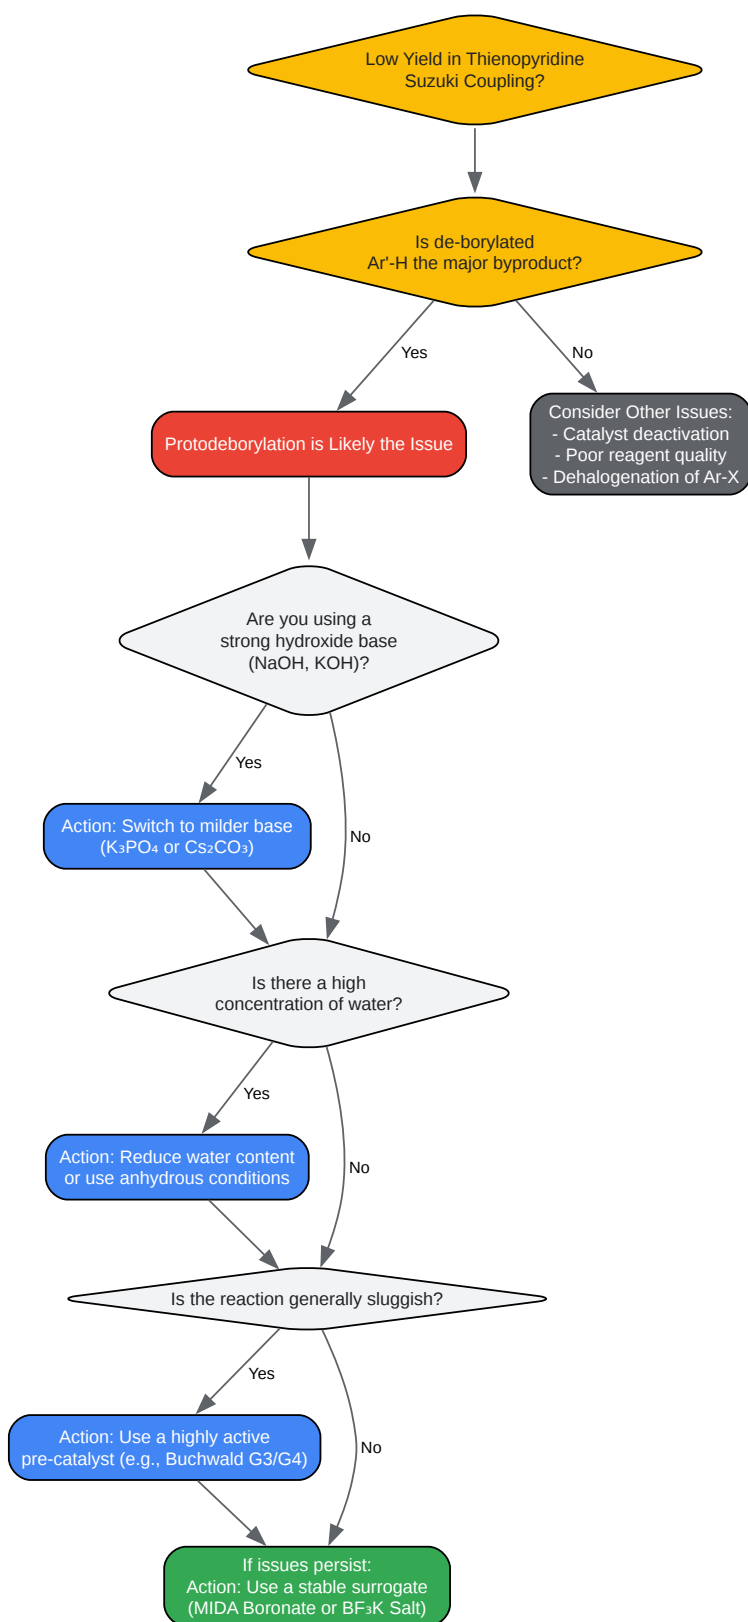 Low Yield in Thienopyridine
Suzuki Coupling?
Is de-borylated
Ar'-H the major byproduct?
Yes
No
Consider Other Issues:
- Catalyst deactivation
- Poor reagent quality
- Dehalogenation of Ar-X
Protodeborylation is Likely the Issue
Are you using a
strong hydroxide base
(NaOH, KOH)?
Yes
No
Action: Switch to milder base
(K₃PO₄ or Cs₂CO₃)
Is there a high
concentration of water?
Yes
No
Action: Reduce water content
or use anhydrous conditions
Is the reaction generally sluggish?
Yes
No
Action: Use a highly active
pre-catalyst (e.g., Buchwald G3/G4)
If issues persist:
Action: Use a stable surrogate
(MIDA Boronate or BF₃K Salt)